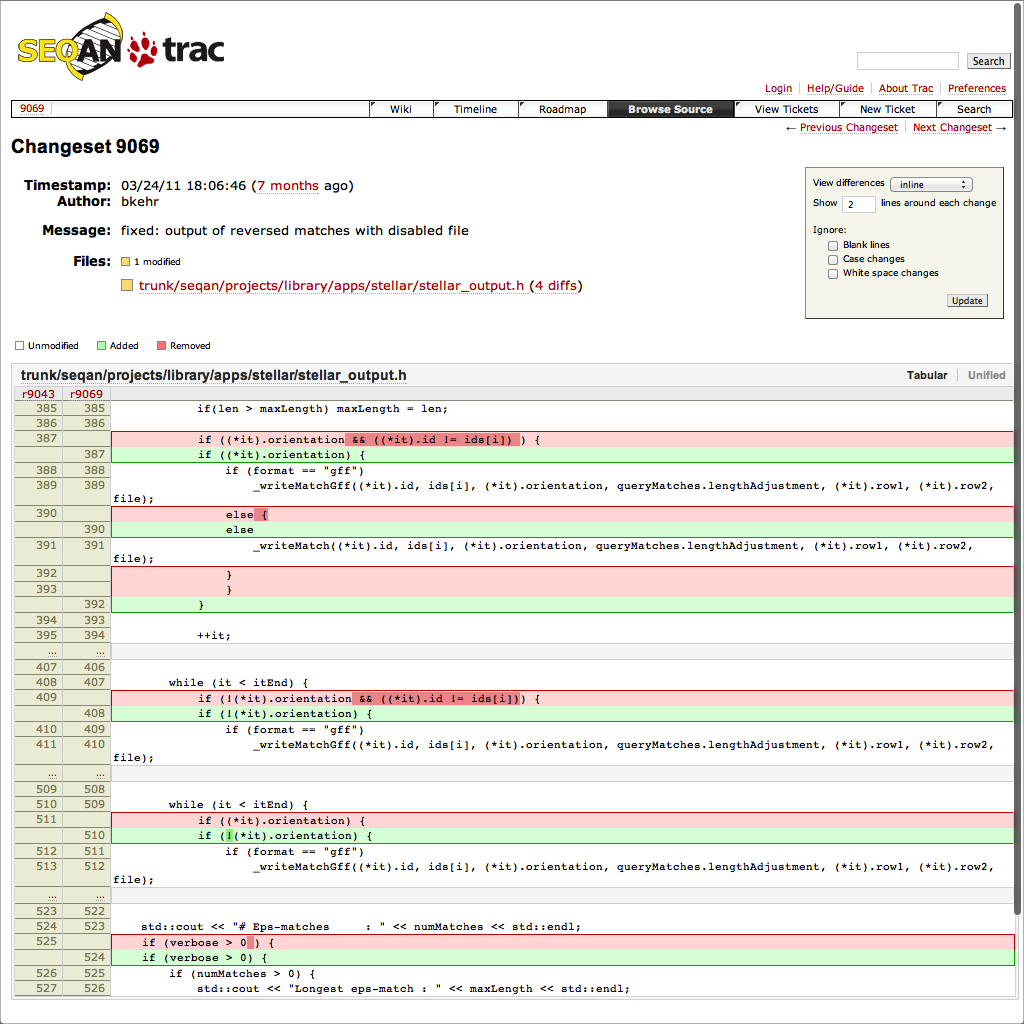 SEQAN trac
Search
Login Help/Guide About Trac Preferences
9069 Wiki Timeline Roadmap Browse Source View Tickets New Ticket Search
← Previous Changeset Next Changeset →
Changeset 9069
Timestamp: 03/24/11 18:06:46 (7 months ago)
Author: bkehr
Message: fixed: output of reversed matches with disabled file
Files: 1 modified
trunk/seqan/projects/library/apps/stellar/stellar_output.h (4 diffs)
View differences inline
Show 2 lines around each change
Ignore:
Blank lines
Case changes
White space changes
Update
Unmodified Added Removed
trunk/seqan/projects/library/apps/stellar/stellar_output.h Tabular Unified
r9043 r9069
385 385 if(len > maxLength) maxLength = len;
386 386
387 if ((*it).orientation && ((*it).id != ids[i]) ) {
387 if ((*it).orientation) {
388 388 if (format == "gff")
389 389 _writeMatchGff((*it).id, ids[i], (*it).orientation, queryMatches.lengthAdjustment, (*it).row1, (*it).row2,
file);
390 else {
390 else
391 391 _writeMatch((*it).id, ids[i], (*it).orientation, queryMatches.lengthAdjustment, (*it).row1, (*it).row2,
file);
392 }
393 }
392 }
394 393
395 394 ++it;
... ...
407 406
408 407 while (it < itEnd) {
409 if (!(*it).orientation && ((*it).id != ids[i])) {
408 if (!(*it).orientation) {
410 409 if (format == "gff")
411 410 _writeMatchGff((*it).id, ids[i], (*it).orientation, queryMatches.lengthAdjustment, (*it).row1, (*it).row2,
file);
... ...
509 508
510 509 while (it < itEnd) {
511 if ((*it).orientation) {
510 if (!(*it).orientation) {
512 511 if (format == "gff")
513 512 _writeMatchGff((*it).id, ids[i], (*it).orientation, queryMatches.lengthAdjustment, (*it).row1, (*it).row2,
file);
... ...
523 522
524 523 std::cout << "# Eps-matches     : " << numMatches << std::endl;
525 if (verbose > 0 ) {
524 if (verbose > 0) {
526 525 if (numMatches > 0) {
527 526 std::cout << "Longest eps-match : " << maxLength << std::endl;